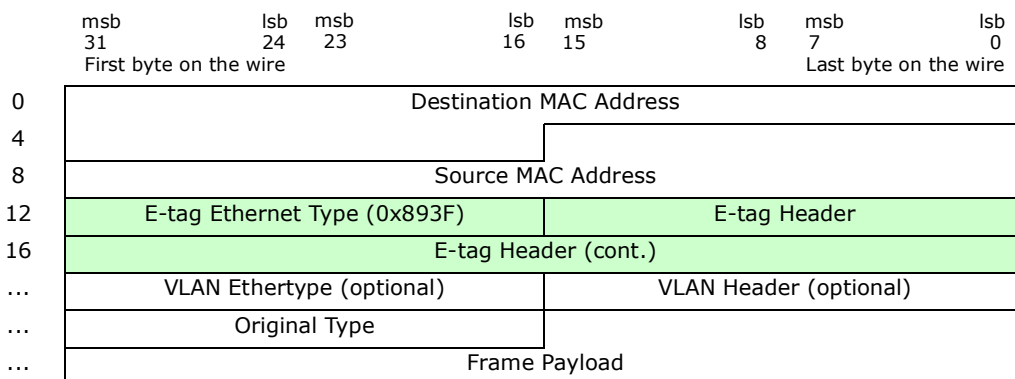 msb lsb msb lsb msb lsb msb lsb
31 24 23 16 15 8 7 0
First byte on the wire Last byte on the wire
0 Destination MAC Address
4
8 Source MAC Address
12 E-tag Ethernet Type (0x893F) E-tag Header
16 E-tag Header (cont.)
... VLAN Ethertype (optional) VLAN Header (optional)
... Original Type
... Frame Payload